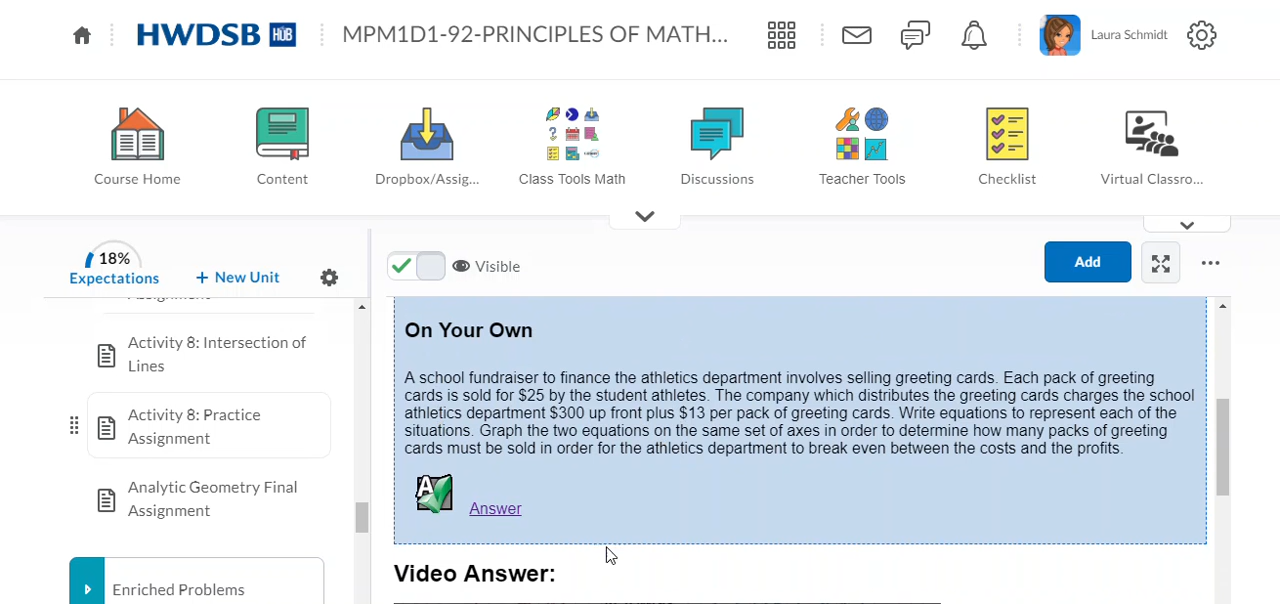 HWDSB HUB
MPM1D1-92-PRINCIPLES OF MATH...
Laura Schmidt
Course Home
Content
Dropbox/Assig...
Class Tools Math
Discussions
Teacher Tools
Checklist
Virtual Classro...
18%
Expectations
+ New Unit
Visible
Add
Assignment
Activity 8: Intersection of
Lines
Activity 8: Practice
Assignment
Analytic Geometry Final
Assignment
Enriched Problems
On Your Own
A school fundraiser to finance the athletics department involves selling greeting cards. Each pack of greeting
cards is sold for $25 by the student athletes. The company which distributes the greeting cards charges the school
athletics department $300 up front plus $13 per pack of greeting cards. Write equations to represent each of the
situations. Graph the two equations on the same set of axes in order to determine how many packs of greeting
cards must be sold in order for the athletics department to break even between the costs and the profits.
A
Answer
Video Answer: